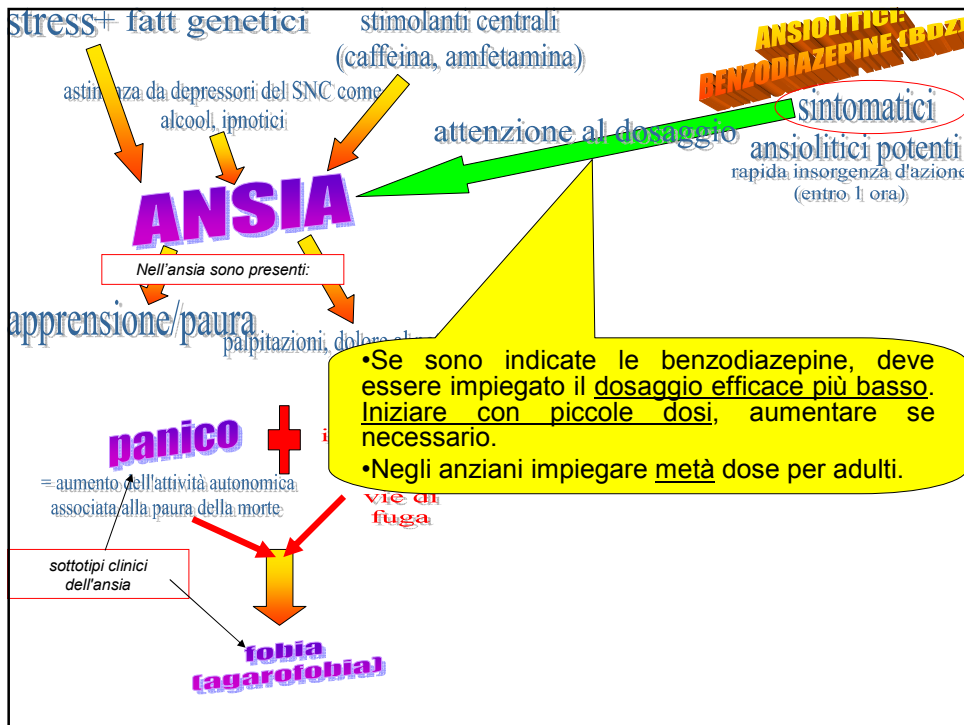 stress+ fatt genetici
stimolanti centrali
(caffeina, amfetamina)
ANSIOLITICI:
BENZODIAZEPINE (BDZ)
astinenza da depressori del SNC come
alcool, ipnotici
attenzione al dosaggio
sintomatici
ansiolitici potenti
rapida insorgenza d'azione
(entro 1 ora)
ANSIA
Nell'ansia sono presenti:
apprensione/paura
palpitazioni, dolore
•Se sono indicate le benzodiazepine, deve
essere impiegato il dosaggio efficace più basso.
Iniziare con piccole dosi, aumentare se
necessario.
•Negli anziani impiegare metà dose per adulti.
panico
= aumento dell'attività autonomica
associata alla paura della morte
vie di
fuga
sottotipi clinici
dell'ansia
fobia
(agarofobia)